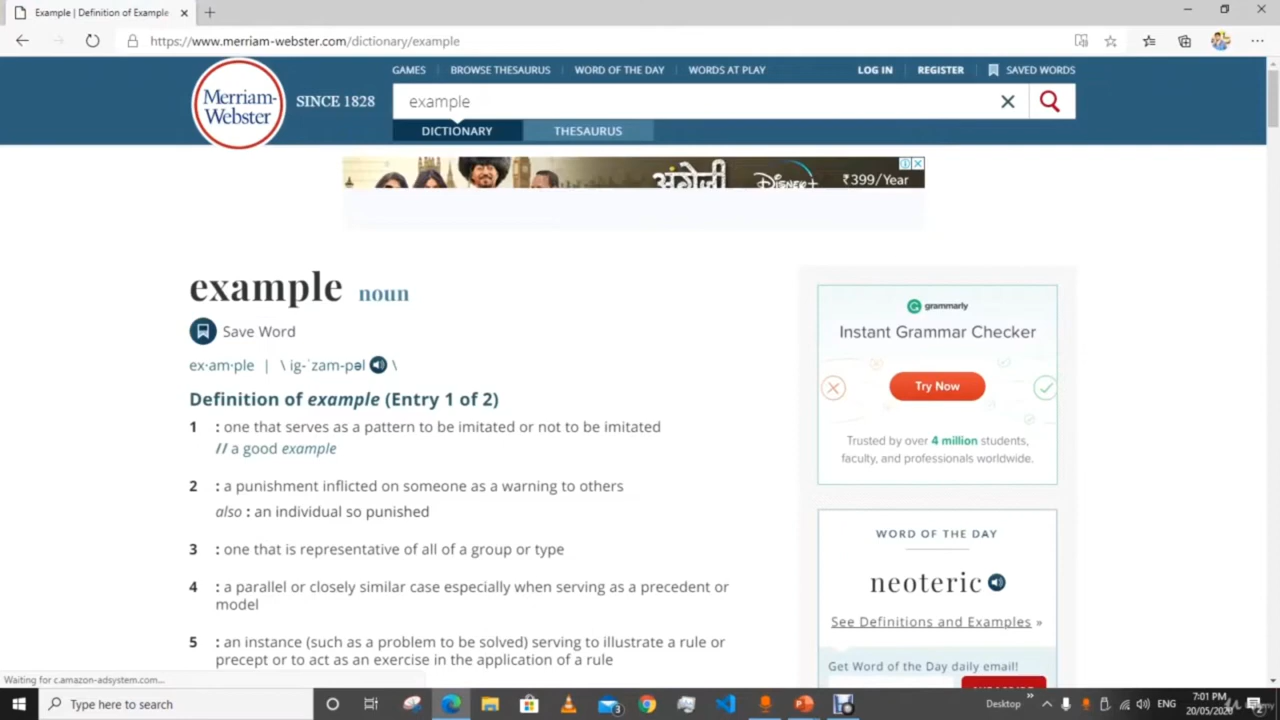 Example | Definition of Example
https://www.merriam-webster.com/dictionary/example
GAMES BROWSE THESAURUS WORD OF THE DAY WORDS AT PLAY LOG IN REGISTER SAVED WORDS
Merriam-
Webster
SINCE 1828
example
DICTIONARY THESAURUS
अंग्रेज़ी Disney+ ₹399/Year
example noun
Save Word
ex·am·ple | \ ig-ˈzam-pəl \
Definition of example (Entry 1 of 2)
1 : one that serves as a pattern to be imitated or not to be imitated
// a good example
2 : a punishment inflicted on someone as a warning to others
also : an individual so punished
3 : one that is representative of all of a group or type
4 : a parallel or closely similar case especially when serving as a precedent or
model
5 : an instance (such as a problem to be solved) serving to illustrate a rule or
precept or to act as an exercise in the application of a rule
grammarly
Instant Grammar Checker
Try Now
Trusted by over 4 million students,
faculty, and professionals worldwide.
WORD OF THE DAY
neoteric
See Definitions and Examples »
Get Word of the Day daily email!
Waiting for c.amazon-adsystem.com...
Type here to search
3
Desktop » ENG
7:01 PM